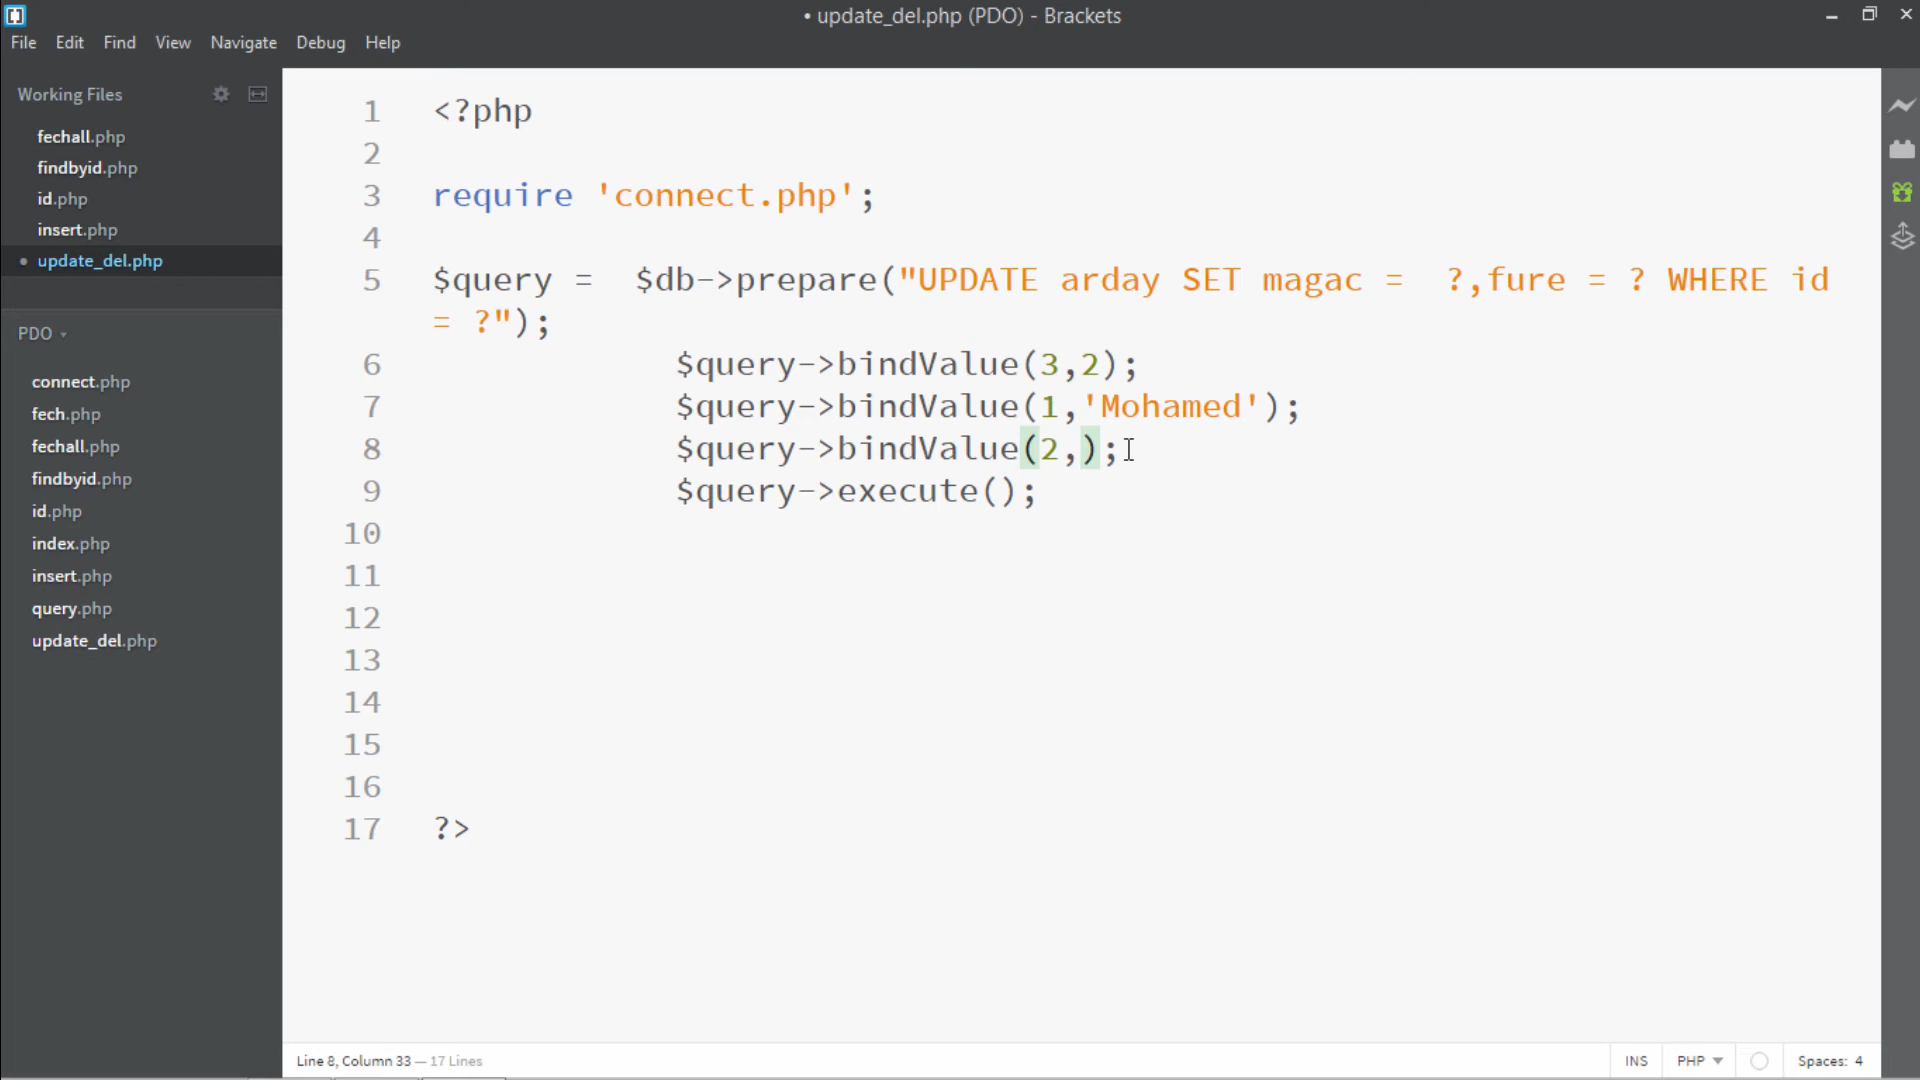 • update_del.php (PDO) - Brackets
File Edit Find View Navigate Debug Help
Working Files
fechall.php
findbyid.php
id.php
insert.php
• update_del.php
PDO
connect.php
fech.php
fechall.php
findbyid.php
id.php
index.php
insert.php
query.php
update_del.php
1 <?php
2
3 require 'connect.php';
4
5 $query =  $db->prepare("UPDATE arday SET magac =  ?,fure = ? WHERE id
= ?");
6 $query->bindValue(3,2);
7 $query->bindValue(1,'Mohamed');
8 $query->bindValue(2,);
9 $query->execute();
10
11
12
13
14
15
16
17 ?>
Line 8, Column 33 — 17 Lines
INS PHP Spaces: 4